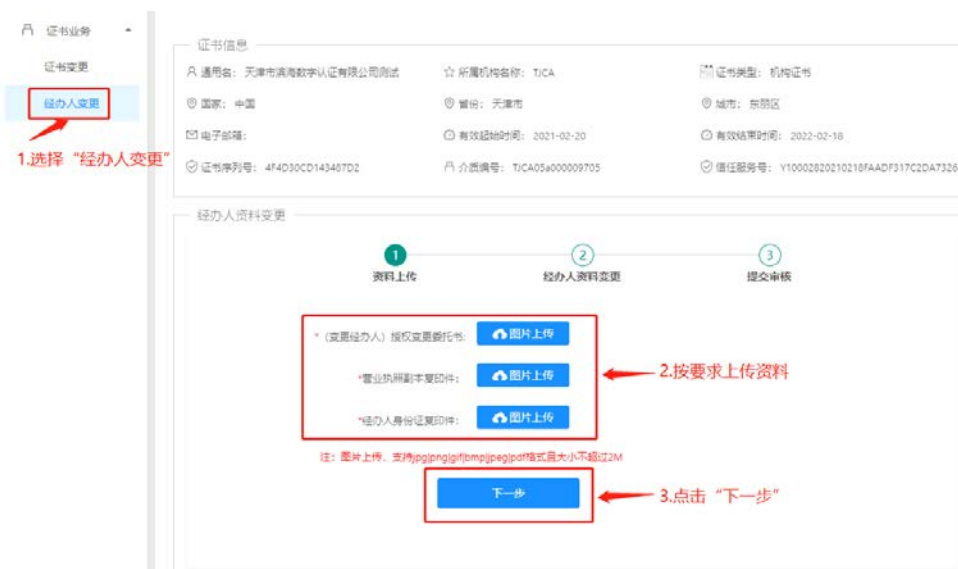 证书业务
证书变更
经办人变更
1.选择“经办人变更”
证书信息
通用名： 天津市滨海数字认证有限公司测试
所属机构名称： TJCA
证书类型： 机构证书
国家： 中国
省份： 天津市
城市： 东丽区
电子邮箱：
有效起始时间： 2021-02-20
有效结束时间： 2022-02-18
证书序列号： 4F4D30CD143467D2
介质编号： TJCA05a000009705
信任服务号： Y10002820210218FAADF317C2DA7326
经办人资料变更
1
2
3
资料上传
经办人资料变更
提交审核
*（变更经办人）授权变更委托书:
图片上传
*营业执照副本复印件：
图片上传
2.按要求上传资料
*经办人身份证复印件：
图片上传
注：图片上传，支持jpg|png|gif|bmp|jpeg|pdf格式且大小不超过2M
下一步
3.点击“下一步”